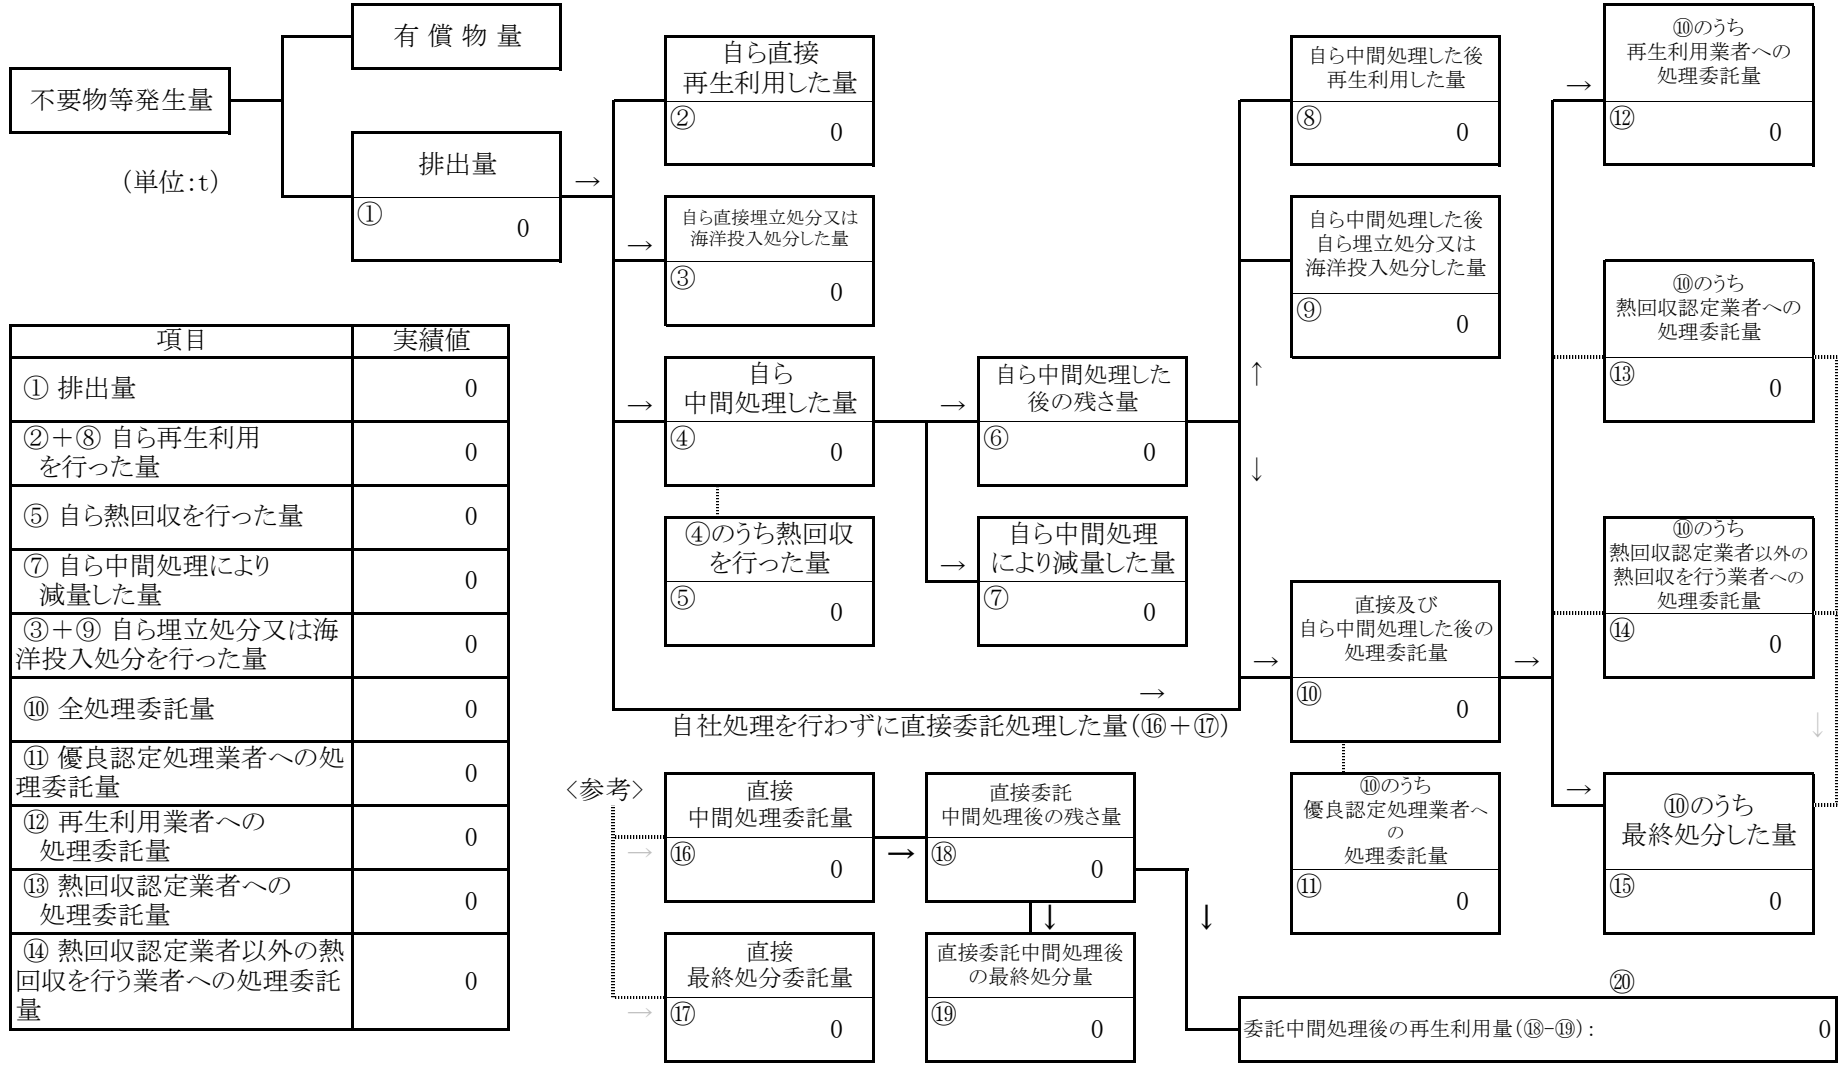 不要物等発生量
有 償 物 量
排出量
①
0
(単位:t)
→
自ら直接
再生利用した量
②
0
→
自ら直接埋立処分又は
海洋投入処分した量
③
0
→
自ら
中間処理した量
④
0
④のうち熱回収
を行った量
⑤
0
→
自ら中間処理した
後の残さ量
⑥
0
→
自ら中間処理
により減量した量
⑦
0
自ら中間処理した後
再生利用した量
⑧
0
自ら中間処理した後
自ら埋立処分又は
海洋投入処分した量
⑨
0
↑
↓
→
直接及び
自ら中間処理した後の
処理委託量
⑩
0
→
⑩のうち
優良認定処理業者へ
の
処理委託量
⑪
0
→
⑩のうち
再生利用業者への
処理委託量
⑫
0
⑩のうち
熱回収認定業者への
処理委託量
⑬
0
⑩のうち
熱回収認定業者以外の
熱回収を行う業者への
処理委託量
⑭
0
↓
→
⑩のうち
最終処分した量
⑮
0
→
自社処理を行わずに直接委託処理した量(⑯+⑰)
<参考>
→
直接
中間処理委託量
⑯
0
→
直接委託
中間処理後の残さ量
⑱
0
→
直接
最終処分委託量
⑰
0
↓
直接委託中間処理後
の最終処分量
⑲
0
↓
⑳
委託中間処理後の再生利用量(⑱-⑲): 0
項目 実績値
① 排出量 0
②+⑧ 自ら再生利用
を行った量 0
⑤ 自ら熱回収を行った量 0
⑦ 自ら中間処理により
減量した量 0
③+⑨ 自ら埋立処分又は海
洋投入処分を行った量 0
⑩ 全処理委託量 0
⑪ 優良認定処理業者への処
理委託量 0
⑫ 再生利用業者への
処理委託量 0
⑬ 熱回収認定業者への
処理委託量 0
⑭ 熱回収認定業者以外の熱
回収を行う業者への処理委託 0
量